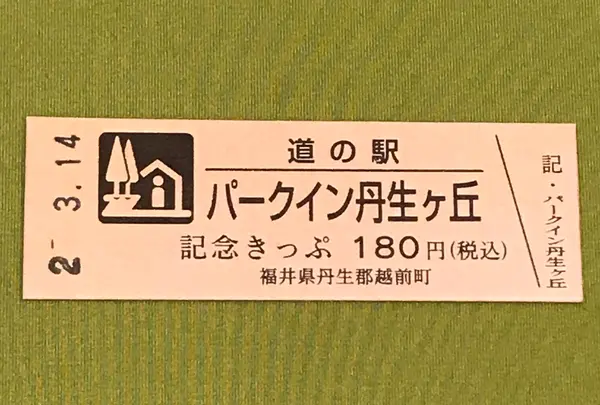 2.-3.14
道の駅
パークイン丹生ヶ丘
記念きっぷ 180円(税込)
福井県丹生郡越前町
記・パークイン丹生ヶ丘